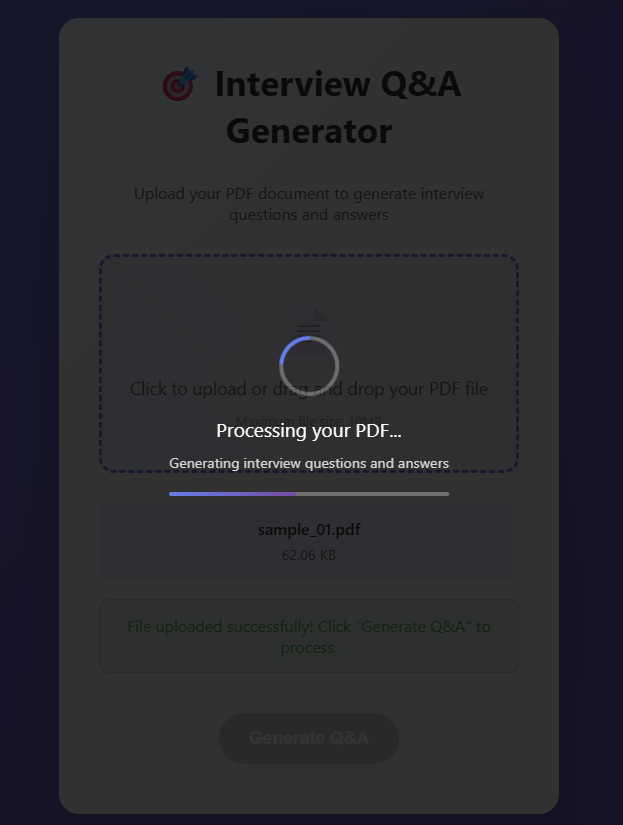 Interview Q&A
Generator
Upload your PDF document to generate interview
questions and answers
Click to upload or drag and drop your PDF file
Maximum file size: 10MB
Processing your PDF...
Generating interview questions and answers
sample_01.pdf
62.06 KB
File uploaded successfully! Click "Generate Q&A" to
process.
Generate Q&A